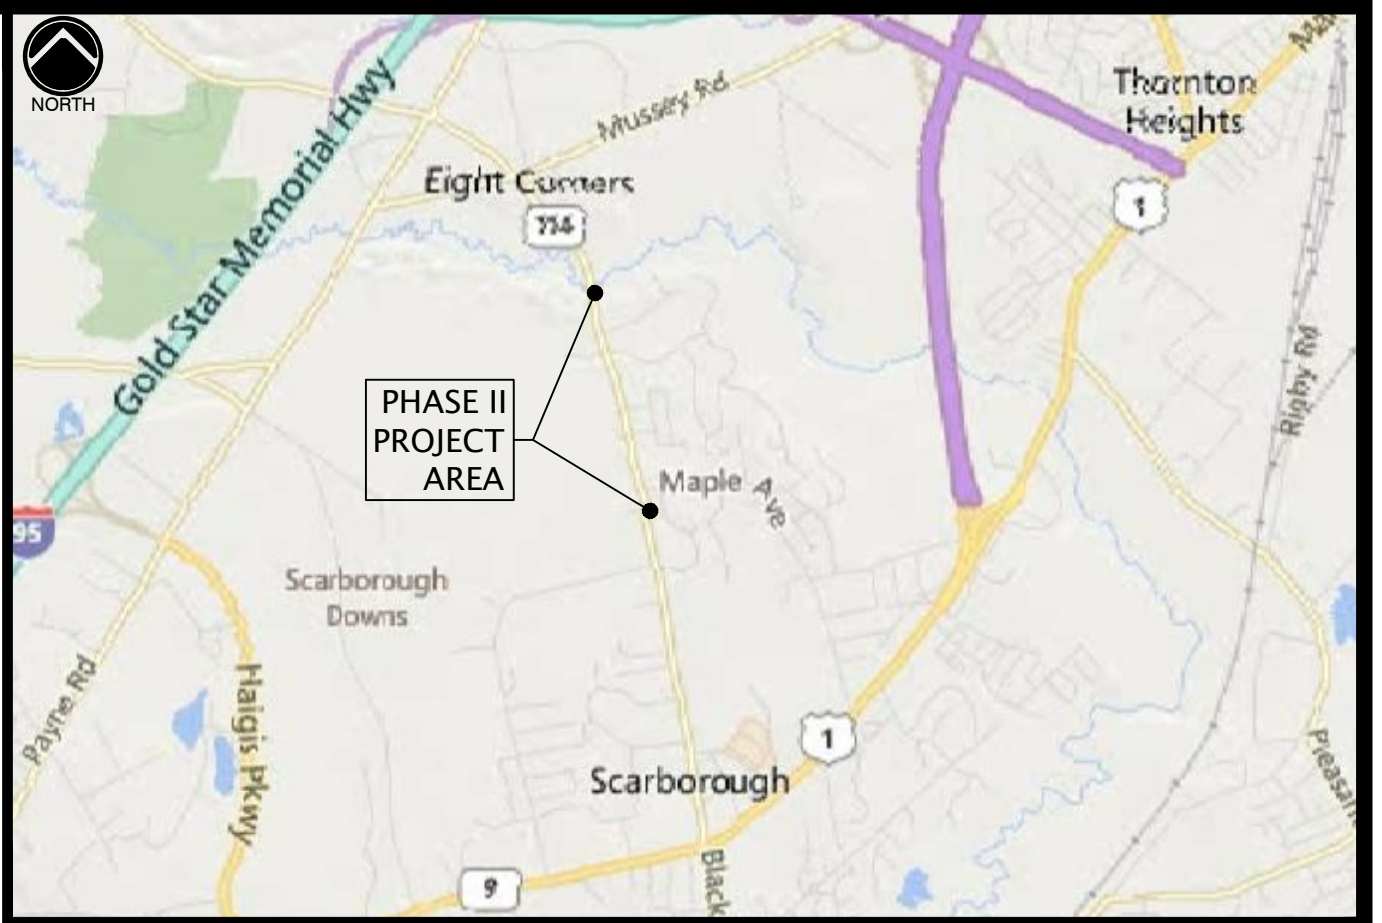 NORTH
Gold Star Memorial Hwy
Mussey Rd
Thornton
Heights
Eight Corners
114
1
PHASE II
PROJECT
AREA
Rigby Rd
Maple Ave
95
Scarborough
Downs
Payne Rd
Haigis Pkwy
1
Scarborough
Pleasant
9
Black